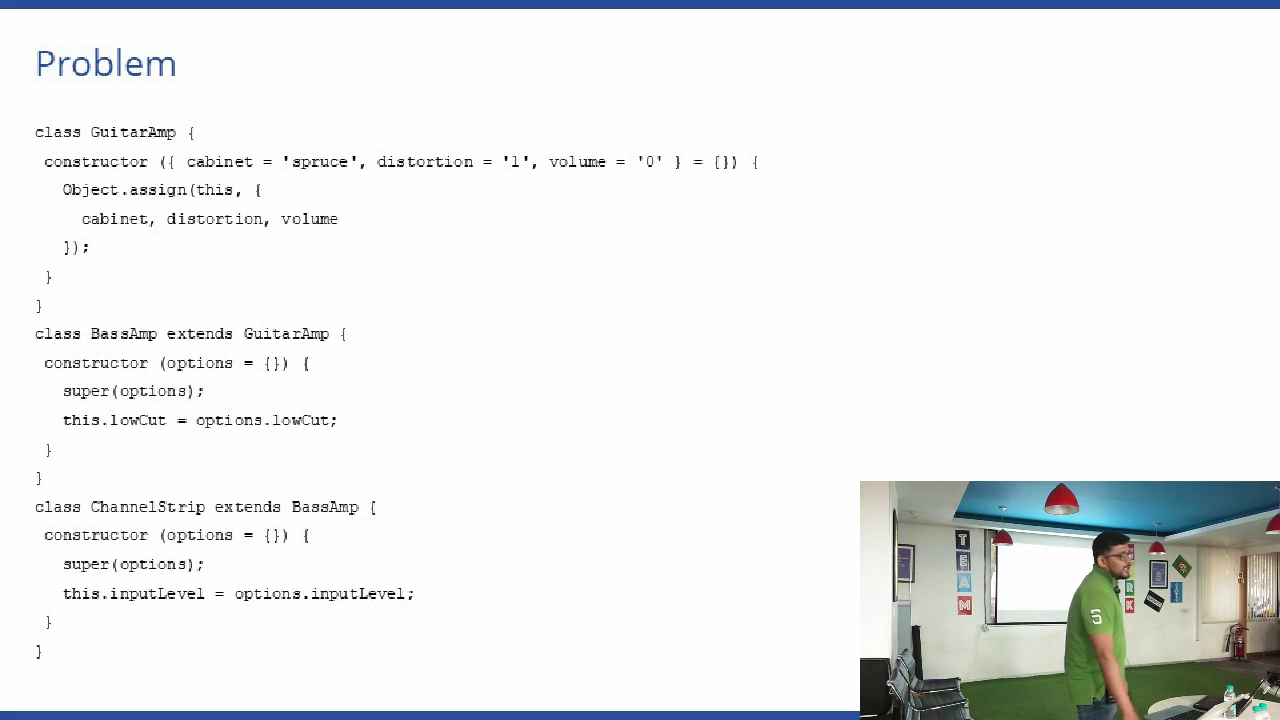 Problem
class GuitarAmp {
constructor ({ cabinet = 'spruce', distortion = '1', volume = '0' } = {}) {
Object.assign(this, {
cabinet, distortion, volume
});
}
}
class BassAmp extends GuitarAmp {
constructor (options = {}) {
super(options);
this.lowCut = options.lowCut;
}
}
class ChannelStrip extends BassAmp {
constructor (options = {}) {
super(options);
this.inputLevel = options.inputLevel;
}
}
T
E
A
M
R
K
5